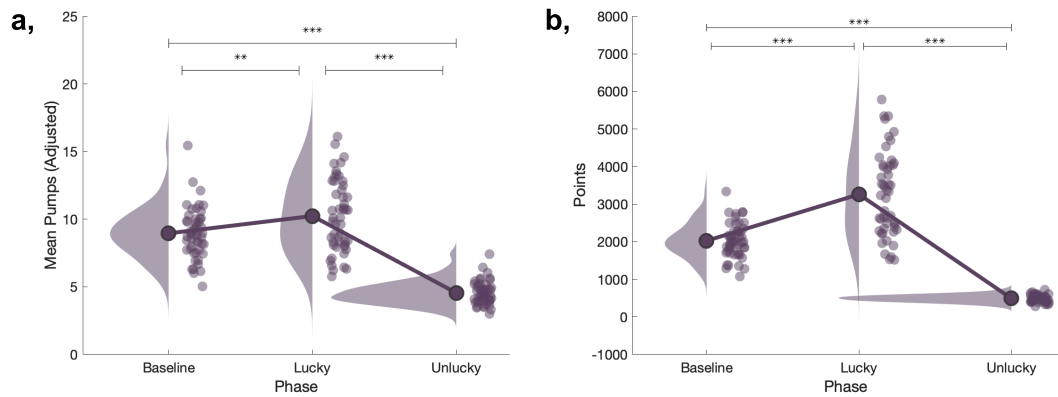 a,
25
20
15
10
5
0
Mean Pumps (Adjusted)
***
**
***
Baseline
Lucky
Unlucky
Phase
b,
8000
7000
6000
5000
4000
3000
2000
1000
0
-1000
Points
***
***
***
Baseline
Lucky
Unlucky
Phase